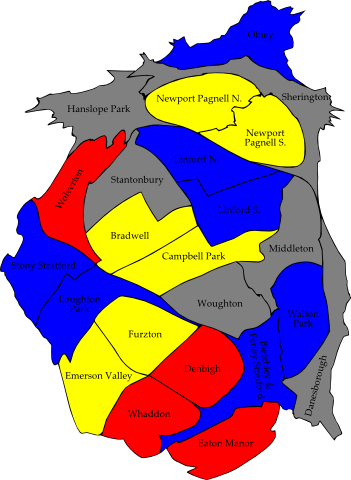 Olney
Hanslope Park
Newport Pagnell N.
Sherington
Newport
Pagnell S.
Linford N.
Stantonbury
Wolverton
Linford S.
Bradwell
Middleton
Campbell Park
Stony Stratford
Loughton
Park
Woughton
Walton
Park
Furzton
Denbigh
Bletchley &
Fenny Stratford
Emerson Valley
Danesborough
Whaddon
Eaton Manor